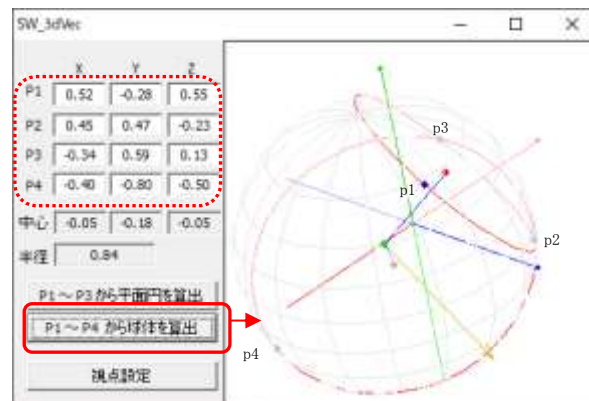 SW_3dVec
X Y Z
P1 0.52 -0.28 0.55
P2 0.45 0.47 -0.23
P3 -0.34 0.59 0.13
P4 -0.40 -0.80 -0.50
中心 -0.05 -0.18 -0.05
半径 0.84
P1～P3から平面円を算出
P1～P4 から球体を算出
視点設定
p3
p1
p2
p4